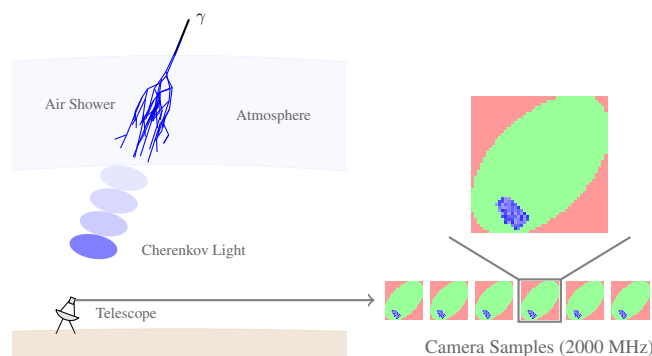 γ
Air Shower
Atmosphere
Cherenkov Light
Telescope
Camera Samples (2000 MHz)